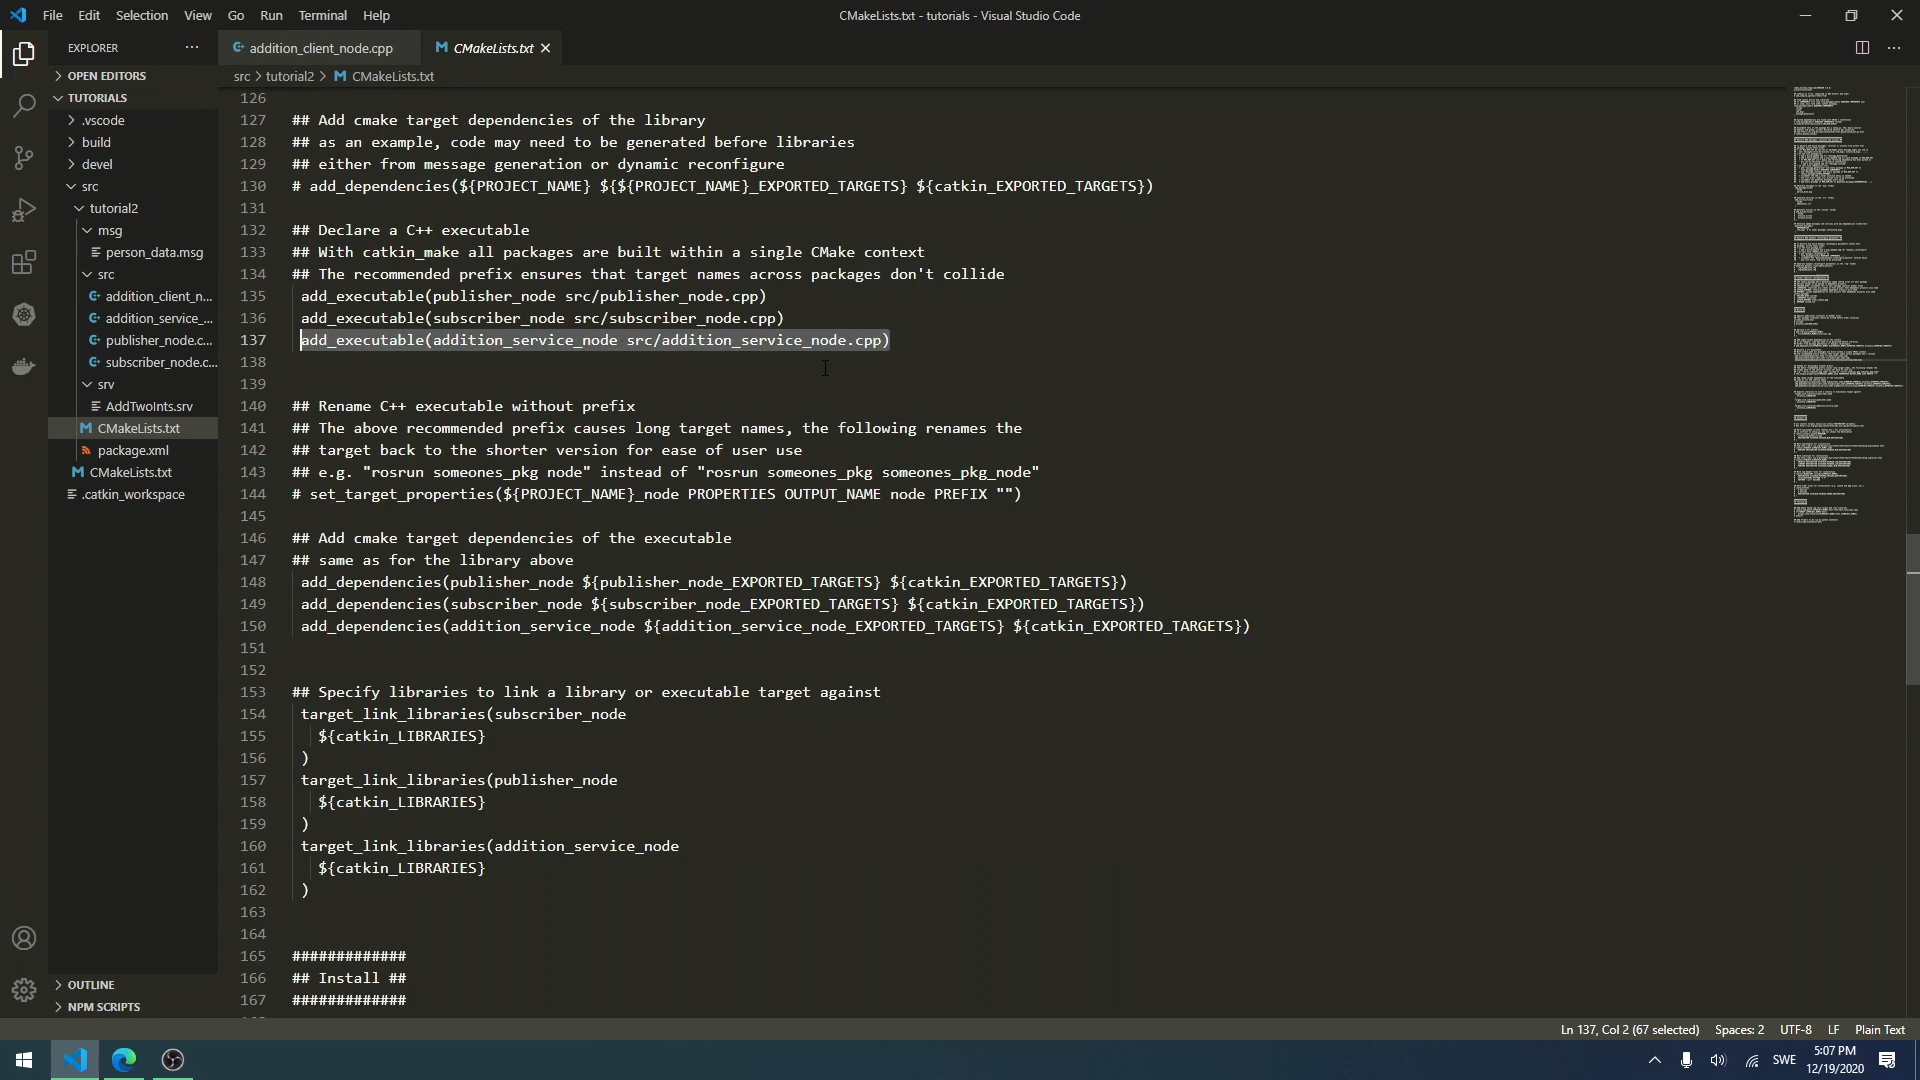 File Edit Selection View Go Run Terminal Help
CMakeLists.txt - tutorials - Visual Studio Code
EXPLORER
addition_client_node.cpp
CMakeLists.txt
OPEN EDITORS
TUTORIALS
.vscode
build
devel
src
tutorial2
msg
person_data.msg
src
addition_client_n...
addition_service_...
publisher_node.c...
subscriber_node.c...
srv
AddTwoInts.srv
CMakeLists.txt
package.xml
CMakeLists.txt
.catkin_workspace
OUTLINE
NPM SCRIPTS
src > tutorial2 > CMakeLists.txt
126
127 ## Add cmake target dependencies of the library
128 ## as an example, code may need to be generated before libraries
129 ## either from message generation or dynamic reconfigure
130 # add_dependencies(${PROJECT_NAME} ${${PROJECT_NAME}_EXPORTED_TARGETS} ${catkin_EXPORTED_TARGETS})
131
132 ## Declare a C++ executable
133 ## With catkin_make all packages are built within a single CMake context
134 ## The recommended prefix ensures that target names across packages don't collide
135 add_executable(publisher_node src/publisher_node.cpp)
136 add_executable(subscriber_node src/subscriber_node.cpp)
137 add_executable(addition_service_node src/addition_service_node.cpp)
138
139
140 ## Rename C++ executable without prefix
141 ## The above recommended prefix causes long target names, the following renames the
142 ## target back to the shorter version for ease of user use
143 ## e.g. "rosrun someones_pkg node" instead of "rosrun someones_pkg someones_pkg_node"
144 # set_target_properties(${PROJECT_NAME}_node PROPERTIES OUTPUT_NAME node PREFIX "")
145
146 ## Add cmake target dependencies of the executable
147 ## same as for the library above
148 add_dependencies(publisher_node ${publisher_node_EXPORTED_TARGETS} ${catkin_EXPORTED_TARGETS})
149 add_dependencies(subscriber_node ${subscriber_node_EXPORTED_TARGETS} ${catkin_EXPORTED_TARGETS})
150 add_dependencies(addition_service_node ${addition_service_node_EXPORTED_TARGETS} ${catkin_EXPORTED_TARGETS})
151
152
153 ## Specify libraries to link a library or executable target against
154 target_link_libraries(subscriber_node
155 ${catkin_LIBRARIES}
156 )
157 target_link_libraries(publisher_node
158 ${catkin_LIBRARIES}
159 )
160 target_link_libraries(addition_service_node
161 ${catkin_LIBRARIES}
162 )
163
164
165 #############
166 ## Install ##
167 #############
Ln 137, Col 2 (67 selected) Spaces: 2 UTF-8 LF Plain Text
SWE
5:07 PM
12/19/2020